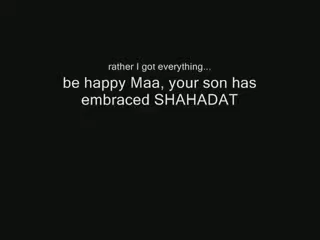 rather I got everything...
be happy Maa, your son has
embraced SHAHADAT